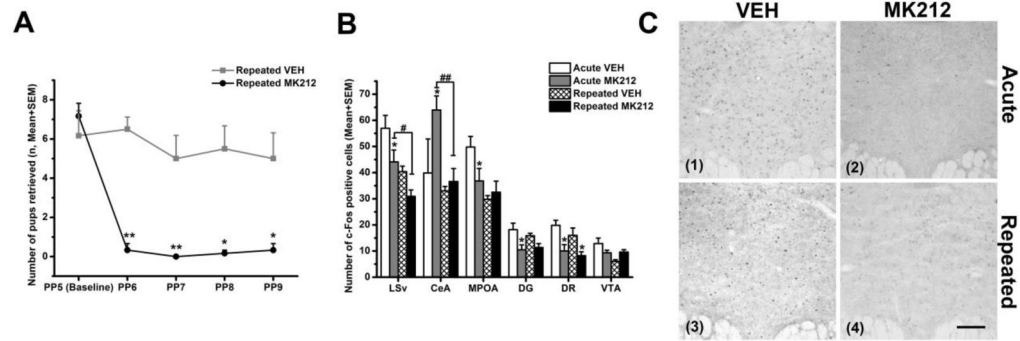 A
Number of pups retrieved (n, Mean+SEM)
8
6
4
2
0
Repeated VEH
Repeated MK212
**
**
*
*
PP5 (Baseline)
PP6
PP7
PP8
PP9
B
Number of c-Fos positive cells (Mean+SEM)
70
60
50
40
30
20
10
0
Acute VEH
Acute MK212
Repeated VEH
Repeated MK212
#
*
##
*
*
*
*
*
LSv
CeA
MPOA
DG
DR
VTA
C
VEH
MK212
Acute
Repeated
(1)
(2)
(3)
(4)